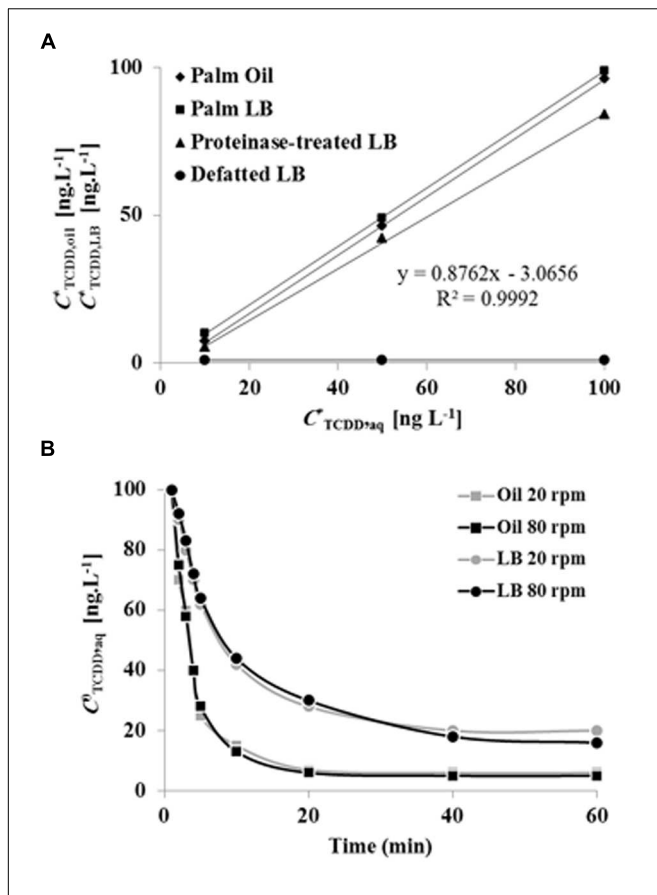 A
100
50
0
C*TCDD,oil [ng.L-1]
C*TCDD,LB [ng.L-1]
Palm Oil
Palm LB
Proteinase-treated LB
Defatted LB
y = 0.8762x - 3.0656
R² = 0.9992
0 20 40 60 80 100
C*TCDD,aq [ng L-1]
B
100
80
60
40
20
0
C0TCDD,aq [ng.L-1]
Oil 20 rpm
Oil 80 rpm
LB 20 rpm
LB 80 rpm
0 20 40 60
Time (min)